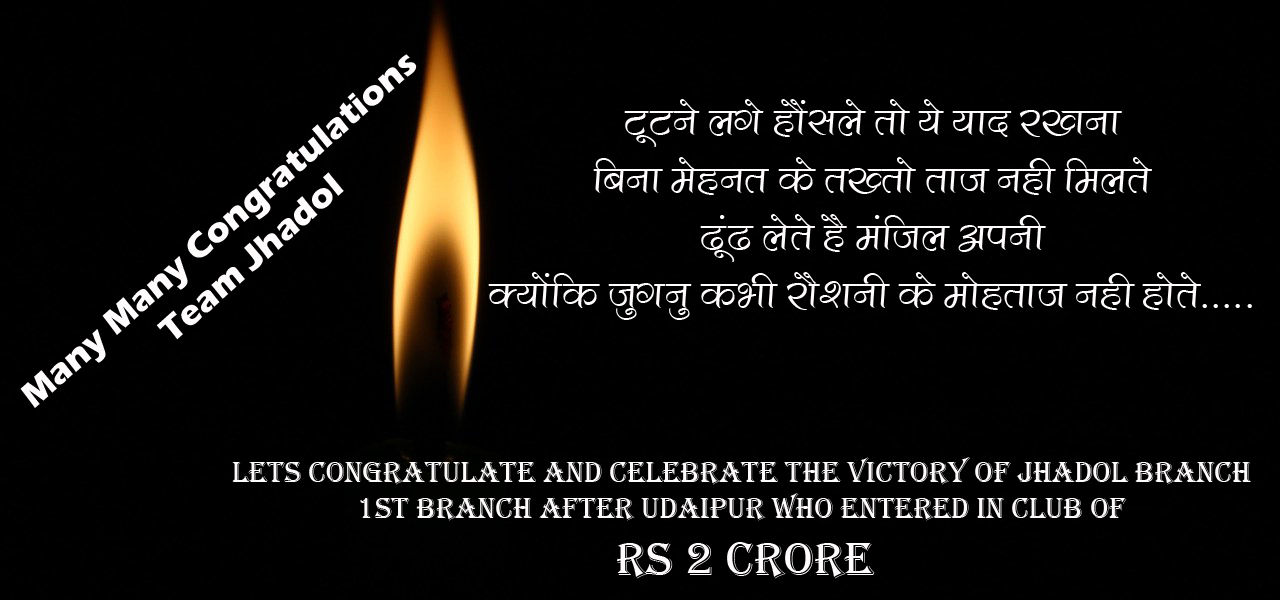 Many Many Congratulations
Team Jhadol
टूटने लगे हौंसले तो ये याद रखना
बिना मेहनत के तख्तो ताज नही मिलते
ढूंढ लेते है मंजिल अपनी
क्योंकि जुगनु कभी रौशनी के मोहताज नही होते.....
LETS CONGRATULATE AND CELEBRATE THE VICTORY OF JHADOL BRANCH
1ST BRANCH AFTER UDAIPUR WHO ENTERED IN CLUB OF
RS 2 CRORE